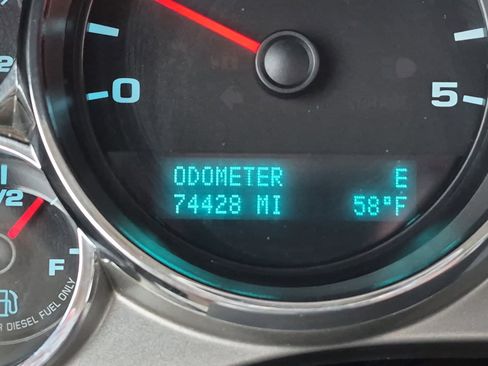 0
5
ODOMETER E
74428 MI 58°F
1/2
F
DIESEL FUEL ONLY